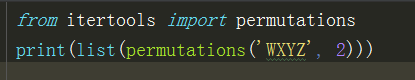 from itertools import permutations
print(list(permutations('WXYZ', 2)))